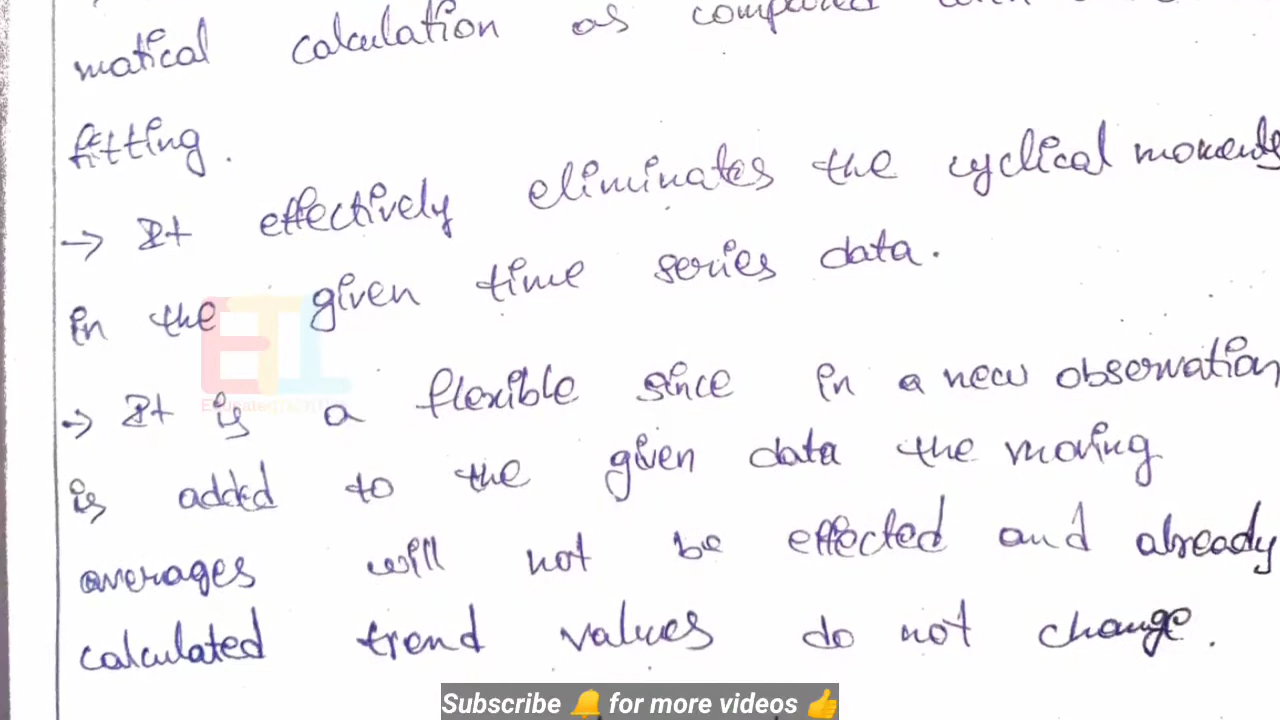 matical calculation as compared with
fitting.
→ It effectively eliminates the cyclical moments
in the given time series data.
→ It is a flexible since in a new observation
is added to the given data the moving
averages will not be effected and already
calculated trend values do not change.
Subscribe 🔔 for more videos 👍